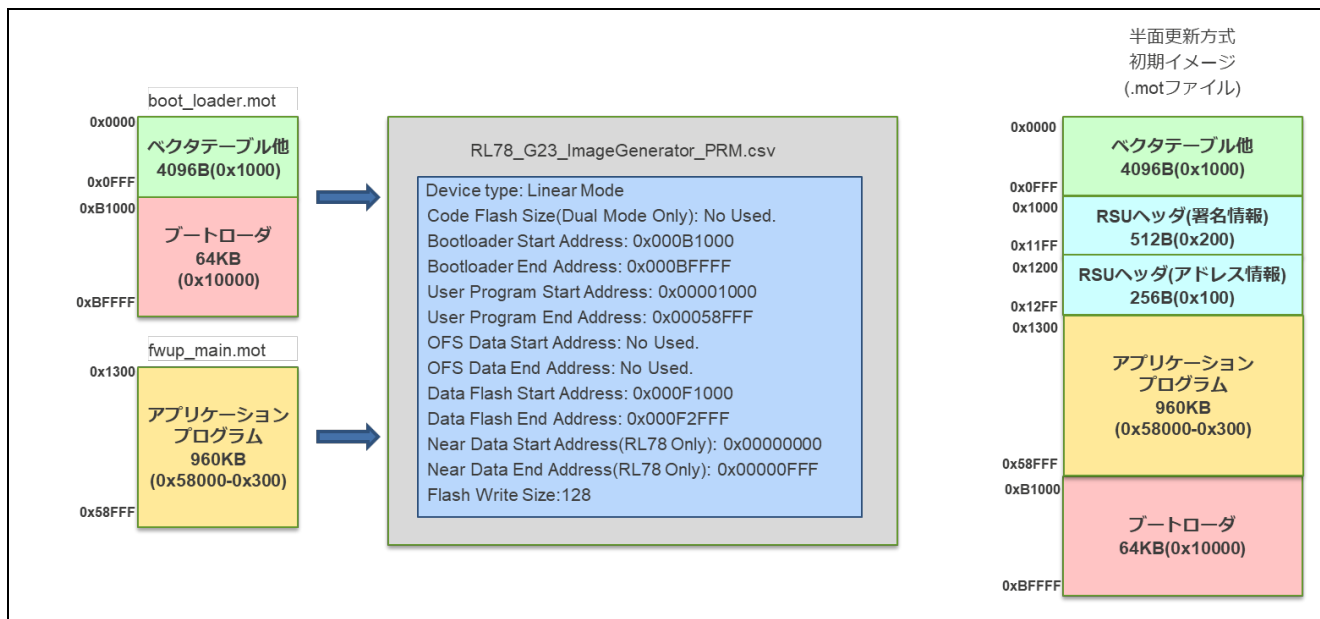 boot_loader.mot
0x0000
ベクタテーブル他
4096B(0x1000)
0x0FFF
0xB1000
ブートローダ
64KB
(0x10000)
0xBFFFF
fwup_main.mot
0x1300
アプリケーション
プログラム
960KB
(0x58000-0x300)
0x58FFF
RL78_G23_ImageGenerator_PRM.csv
Device type: Linear Mode
Code Flash Size(Dual Mode Only): No Used.
Bootloader Start Address: 0x000B1000
Bootloader End Address: 0x000BFFFF
User Program Start Address: 0x00001000
User Program End Address: 0x00058FFF
OFS Data Start Address: No Used.
OFS Data End Address: No Used.
Data Flash Start Address: 0x000F1000
Data Flash End Address: 0x000F2FFF
Near Data Start Address(RL78 Only): 0x00000000
Near Data End Address(RL78 Only): 0x00000FFF
Flash Write Size:128
半面更新方式
初期イメージ
(.motファイル)
0x0000
ベクタテーブル他
4096B(0x1000)
0x0FFF
0x1000
RSUヘッダ(署名情報)
512B(0x200)
0x11FF
0x1200
RSUヘッダ(アドレス情報)
256B(0x100)
0x12FF
0x1300
アプリケーション
プログラム
960KB
(0x58000-0x300)
0x58FFF
0xB1000
ブートローダ
64KB(0x10000)
0xBFFFF